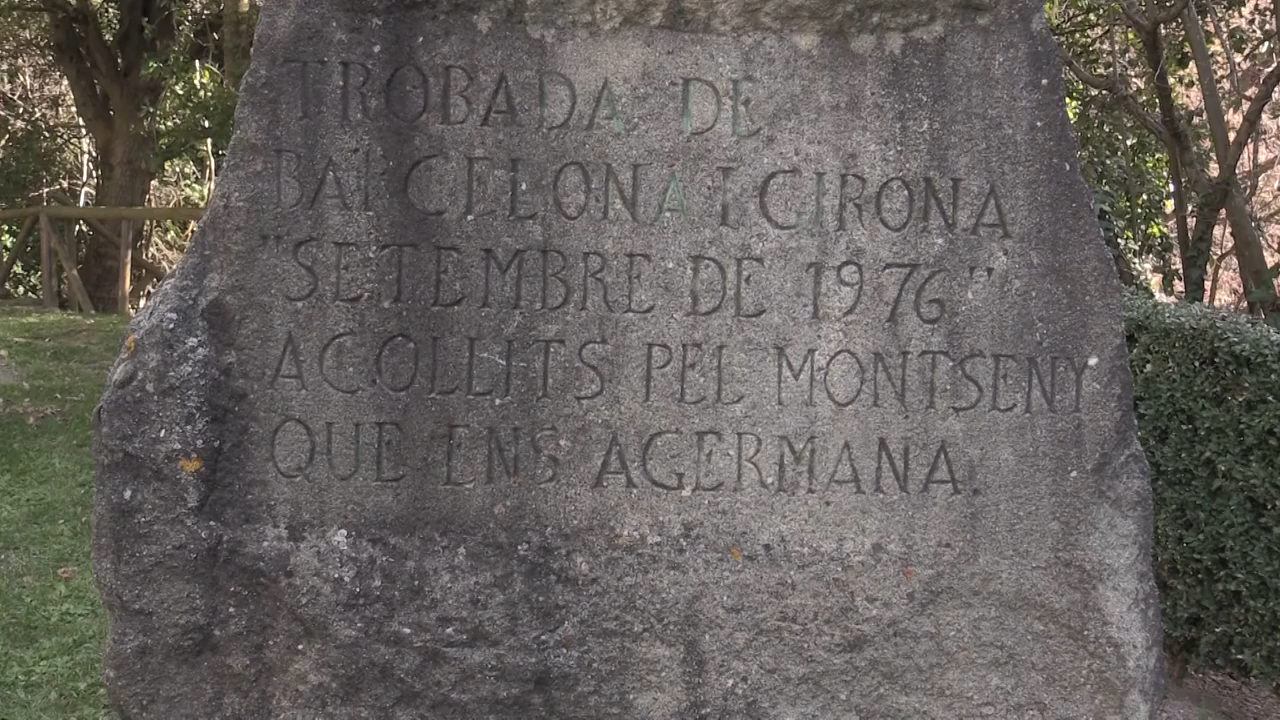 TROBADA DE
BARCELONA I GIRONA
"SETEMBRE DE 1976"
ACOLLITS PEL MONTSENY
QUE ENS AGERMANA.